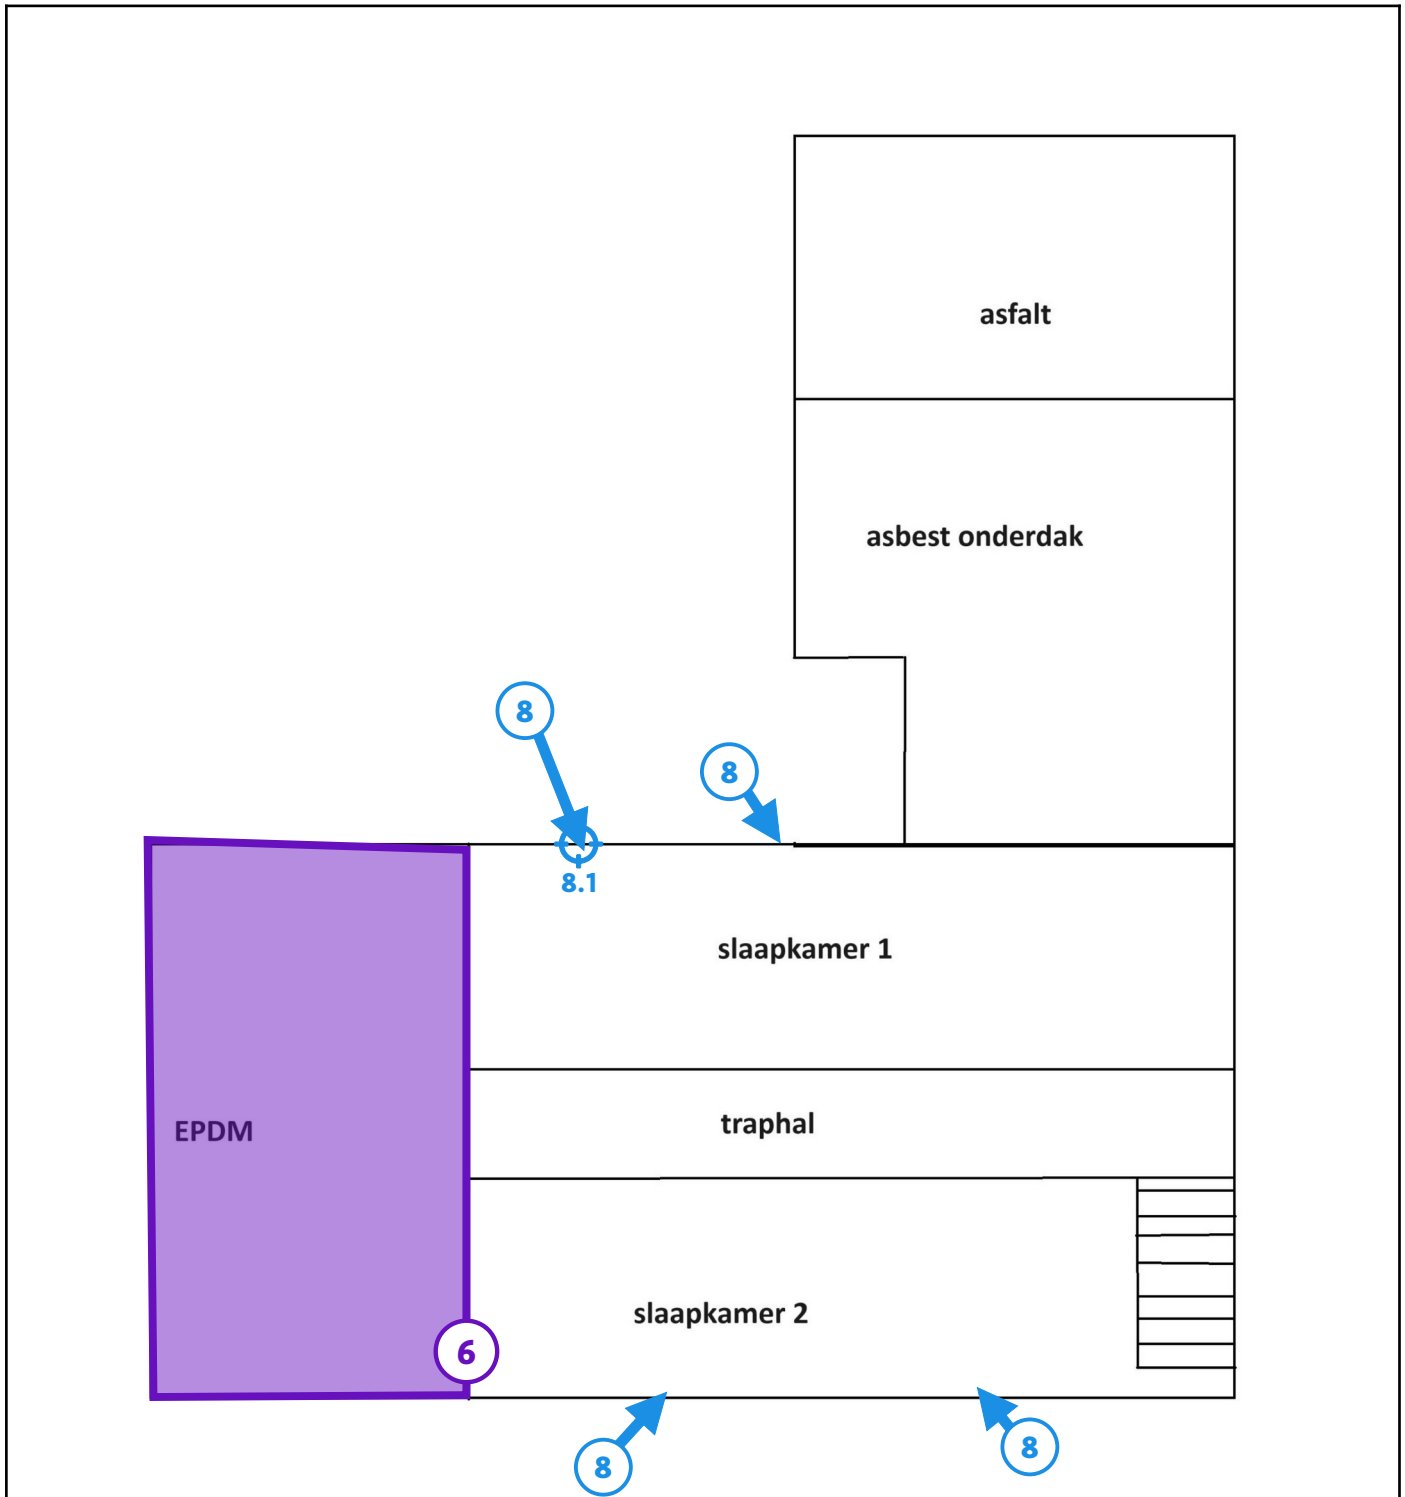 asfalt
asbest onderdak
8
8
8.1
slaapkamer 1
EPDM
traphal
slaapkamer 2
6
8
8